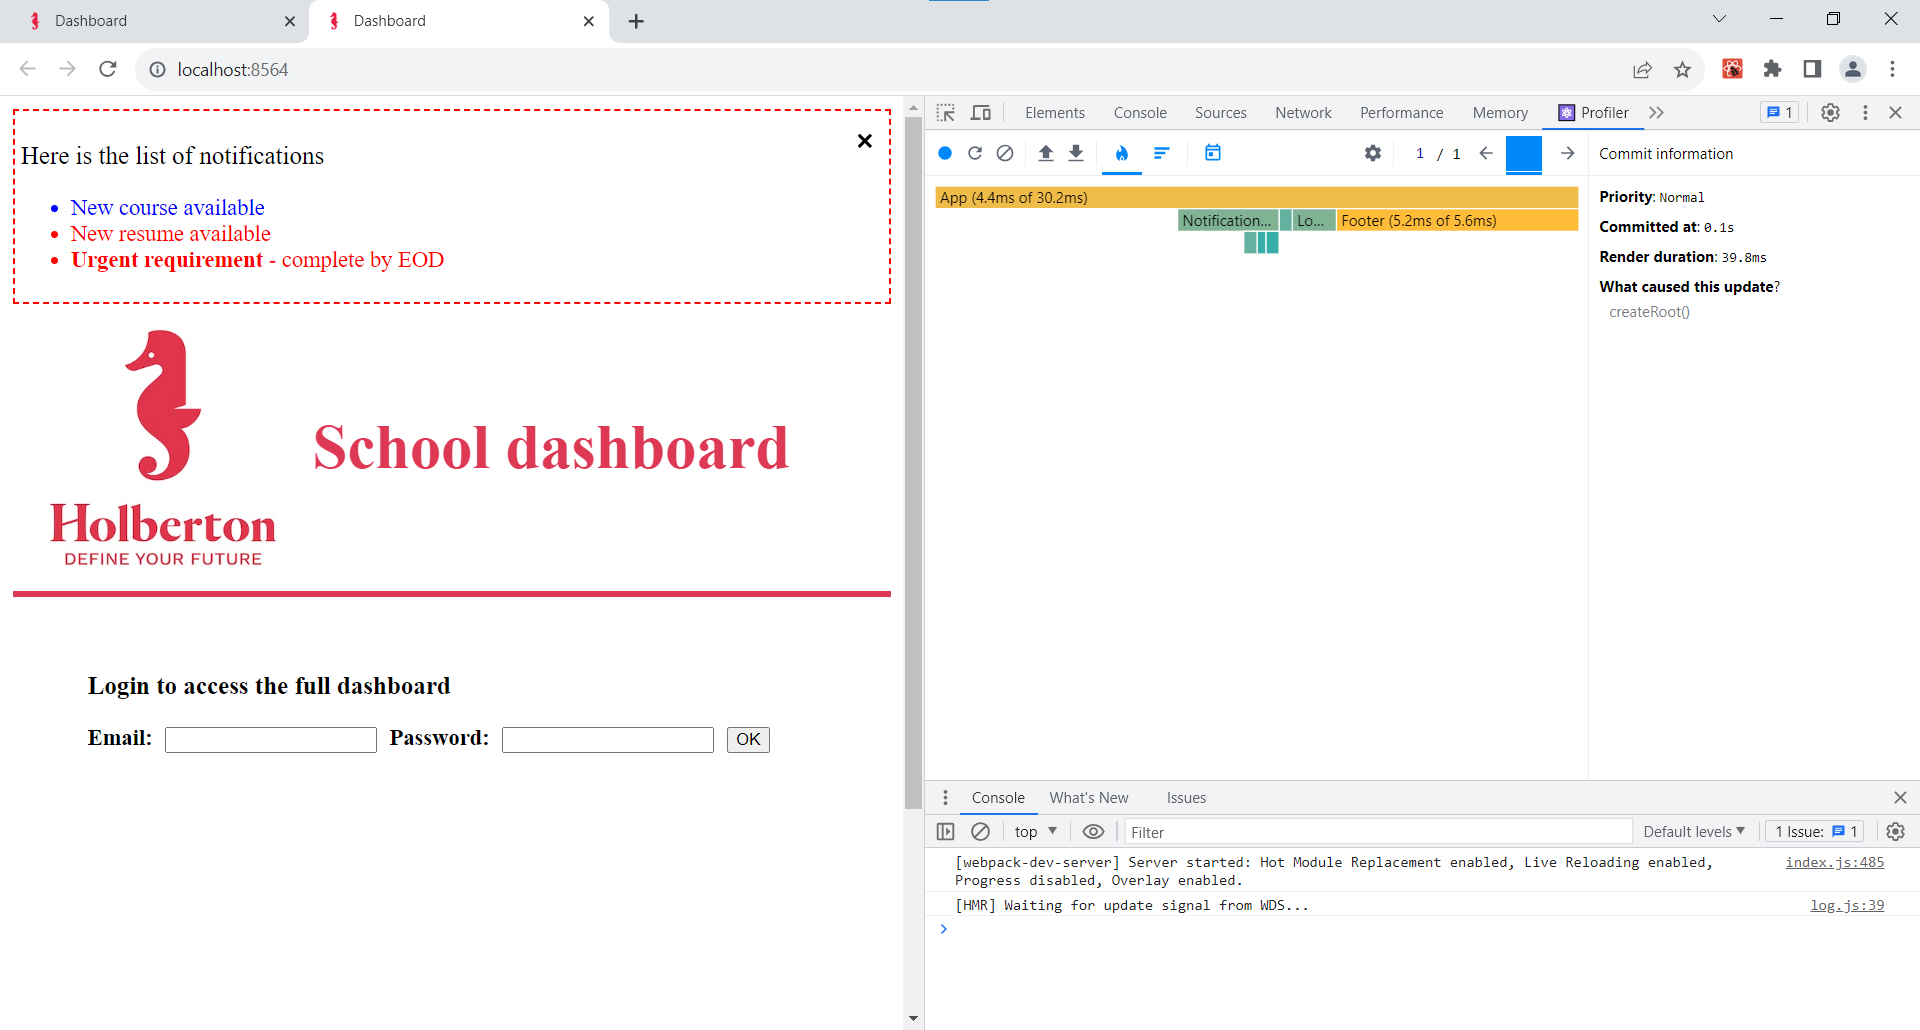 Dashboard
Dashboard
localhost:8564
Here is the list of notifications
New course available
New resume available
Urgent requirement - complete by EOD
School dashboard
Holberton
DEFINE YOUR FUTURE
Login to access the full dashboard
Email: Password: OK
Elements Console Sources Network Performance Memory Profiler 1
1 / 1
Commit information
App (4.4ms of 30.2ms)
Notification... Lo... Footer (5.2ms of 5.6ms)
Priority: Normal
Committed at: 0.1s
Render duration: 39.8ms
What caused this update?
createRoot()
Console What's New Issues
top Filter Default levels 1 Issue: 1
[webpack-dev-server] Server started: Hot Module Replacement enabled, Live Reloading enabled, index.js:485
Progress disabled, Overlay enabled.
[HMR] Waiting for update signal from WDS... log.js:39